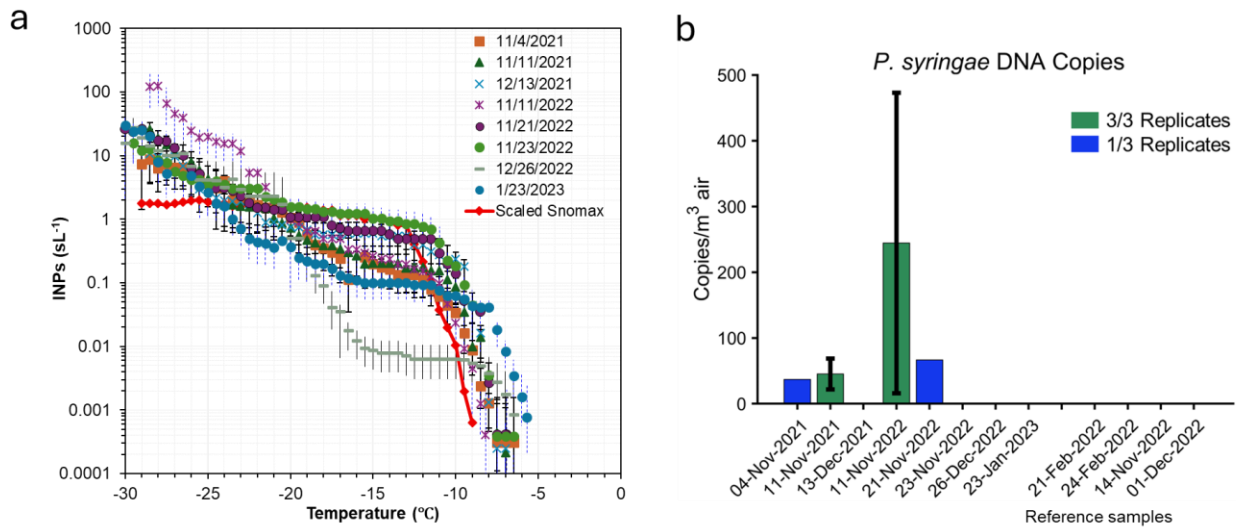 a
1000
100
10
1
0.1
0.01
0.001
0.0001
INPs (sL-1)
-30
-25
-20
-15
-10
-5
0
Temperature (℃)
11/4/2021
11/11/2021
12/13/2021
11/11/2022
11/21/2022
11/23/2022
12/26/2022
1/23/2023
Scaled Snomax
b
P. syringae DNA Copies
500
400
300
200
100
0
Copies/m3 air
3/3 Replicates
1/3 Replicates
04-Nov-2021
11-Nov-2021
13-Dec-2021
11-Nov-2022
21-Nov-2022
23-Nov-2022
26-Dec-2022
23-Jan-2023
21-Feb-2022
24-Feb-2022
14-Nov-2022
01-Dec-2022
Reference samples